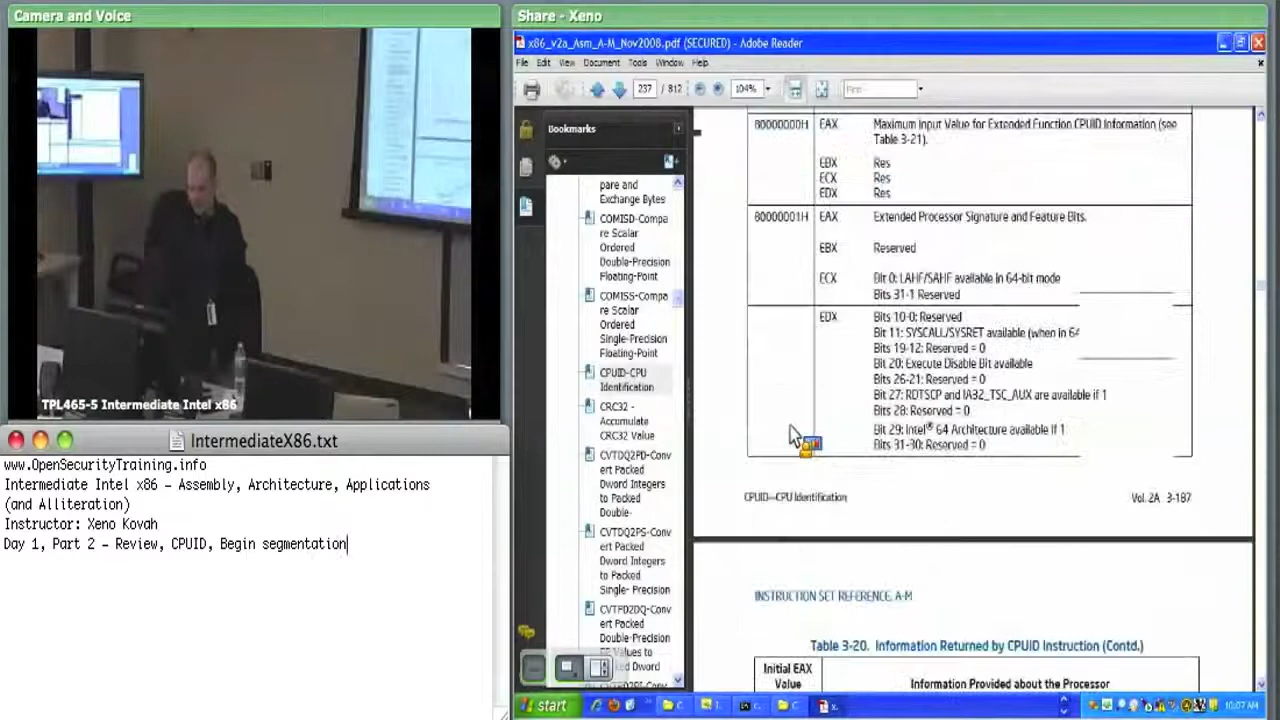 Camera and Voice
TPL465-5 Intermediate Intel x86
IntermediateX86.txt
www.OpenSecurityTraining.info
Intermediate Intel x86 – Assembly, Architecture, Applications
(and Alliteration)
Instructor: Xeno Kovah
Day 1, Part 2 – Review, CPUID, Begin segmentation
Share - Xeno
x86_v2a_Asm_A-M_Nov2008.pdf (SECURED) - Adobe Reader
File Edit View Document Tools Window Help
237 / 812 104% Find
Bookmarks
pare and
Exchange Bytes
COMISD-Compa
re Scalar
Ordered
Double-Precision
Floating-Point
COMISS-Compa
re Scalar
Ordered
Single-Precision
Floating-Point
CPUID-CPU
Identification
CRC32 -
Accumulate
CRC32 Value
CVTDQ2PD-Conv
ert Packed
Dword Integers
to Packed
Double-
CVTDQ2PS-Conv
ert Packed
Dword Integers
to Packed
Single- Precision
CVTPD2DQ-Conv
ert Packed
Double-Precision
Values to
Dword
80000000H EAX Maximum Input Value for Extended Function CPUID Information (see
Table 3-21).
EBX Res
ECX Res
EDX Res
80000001H EAX Extended Processor Signature and Feature Bits.
EBX Reserved
ECX Bit 0: LAHF/SAHF available in 64-bit mode
Bits 31-1 Reserved
EDX Bits 10-0: Reserved
Bit 11: SYSCALL/SYSRET available (when in 64
Bits 19-12: Reserved = 0
Bit 20: Execute Disable Bit available
Bits 26-21: Reserved = 0
Bit 27: RDTSCP and IA32_TSC_AUX are available if 1
Bits 28: Reserved = 0
Bit 29: Intel® 64 Architecture available if 1
Bits 31-30: Reserved = 0
CPUID—CPU Identification Vol. 2A 3-187
INSTRUCTION SET REFERENCE, A-M
Table 3-20. Information Returned by CPUID Instruction (Contd.)
Initial EAX
Value Information Provided about the Processor
start 10:07 AM